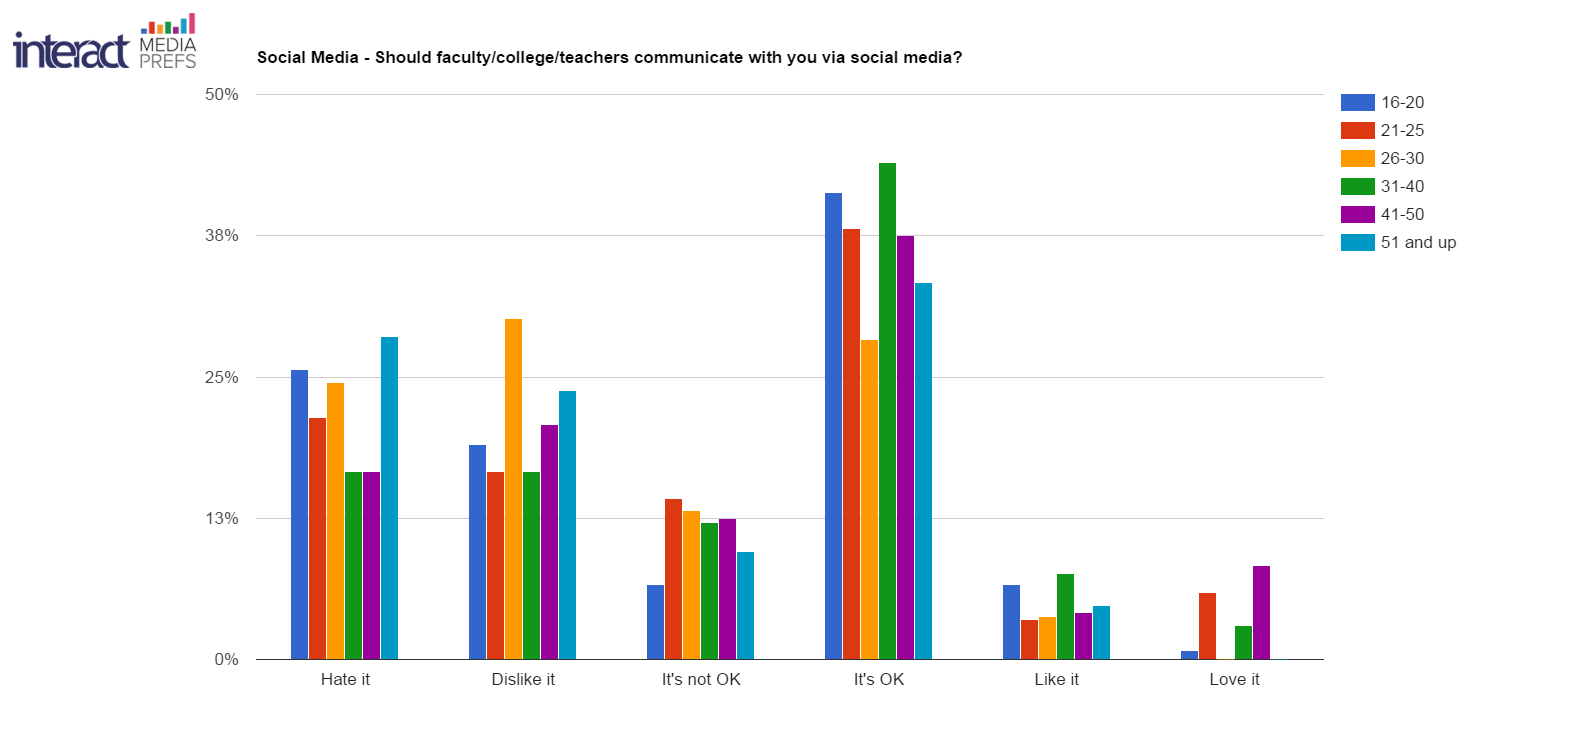 interact
MEDIA
PREFS
Social Media - Should faculty/college/teachers communicate with you via social media?
50%
38%
25%
13%
0%
Hate it
Dislike it
It's not OK
It's OK
Like it
Love it
16-20
21-25
26-30
31-40
41-50
51 and up